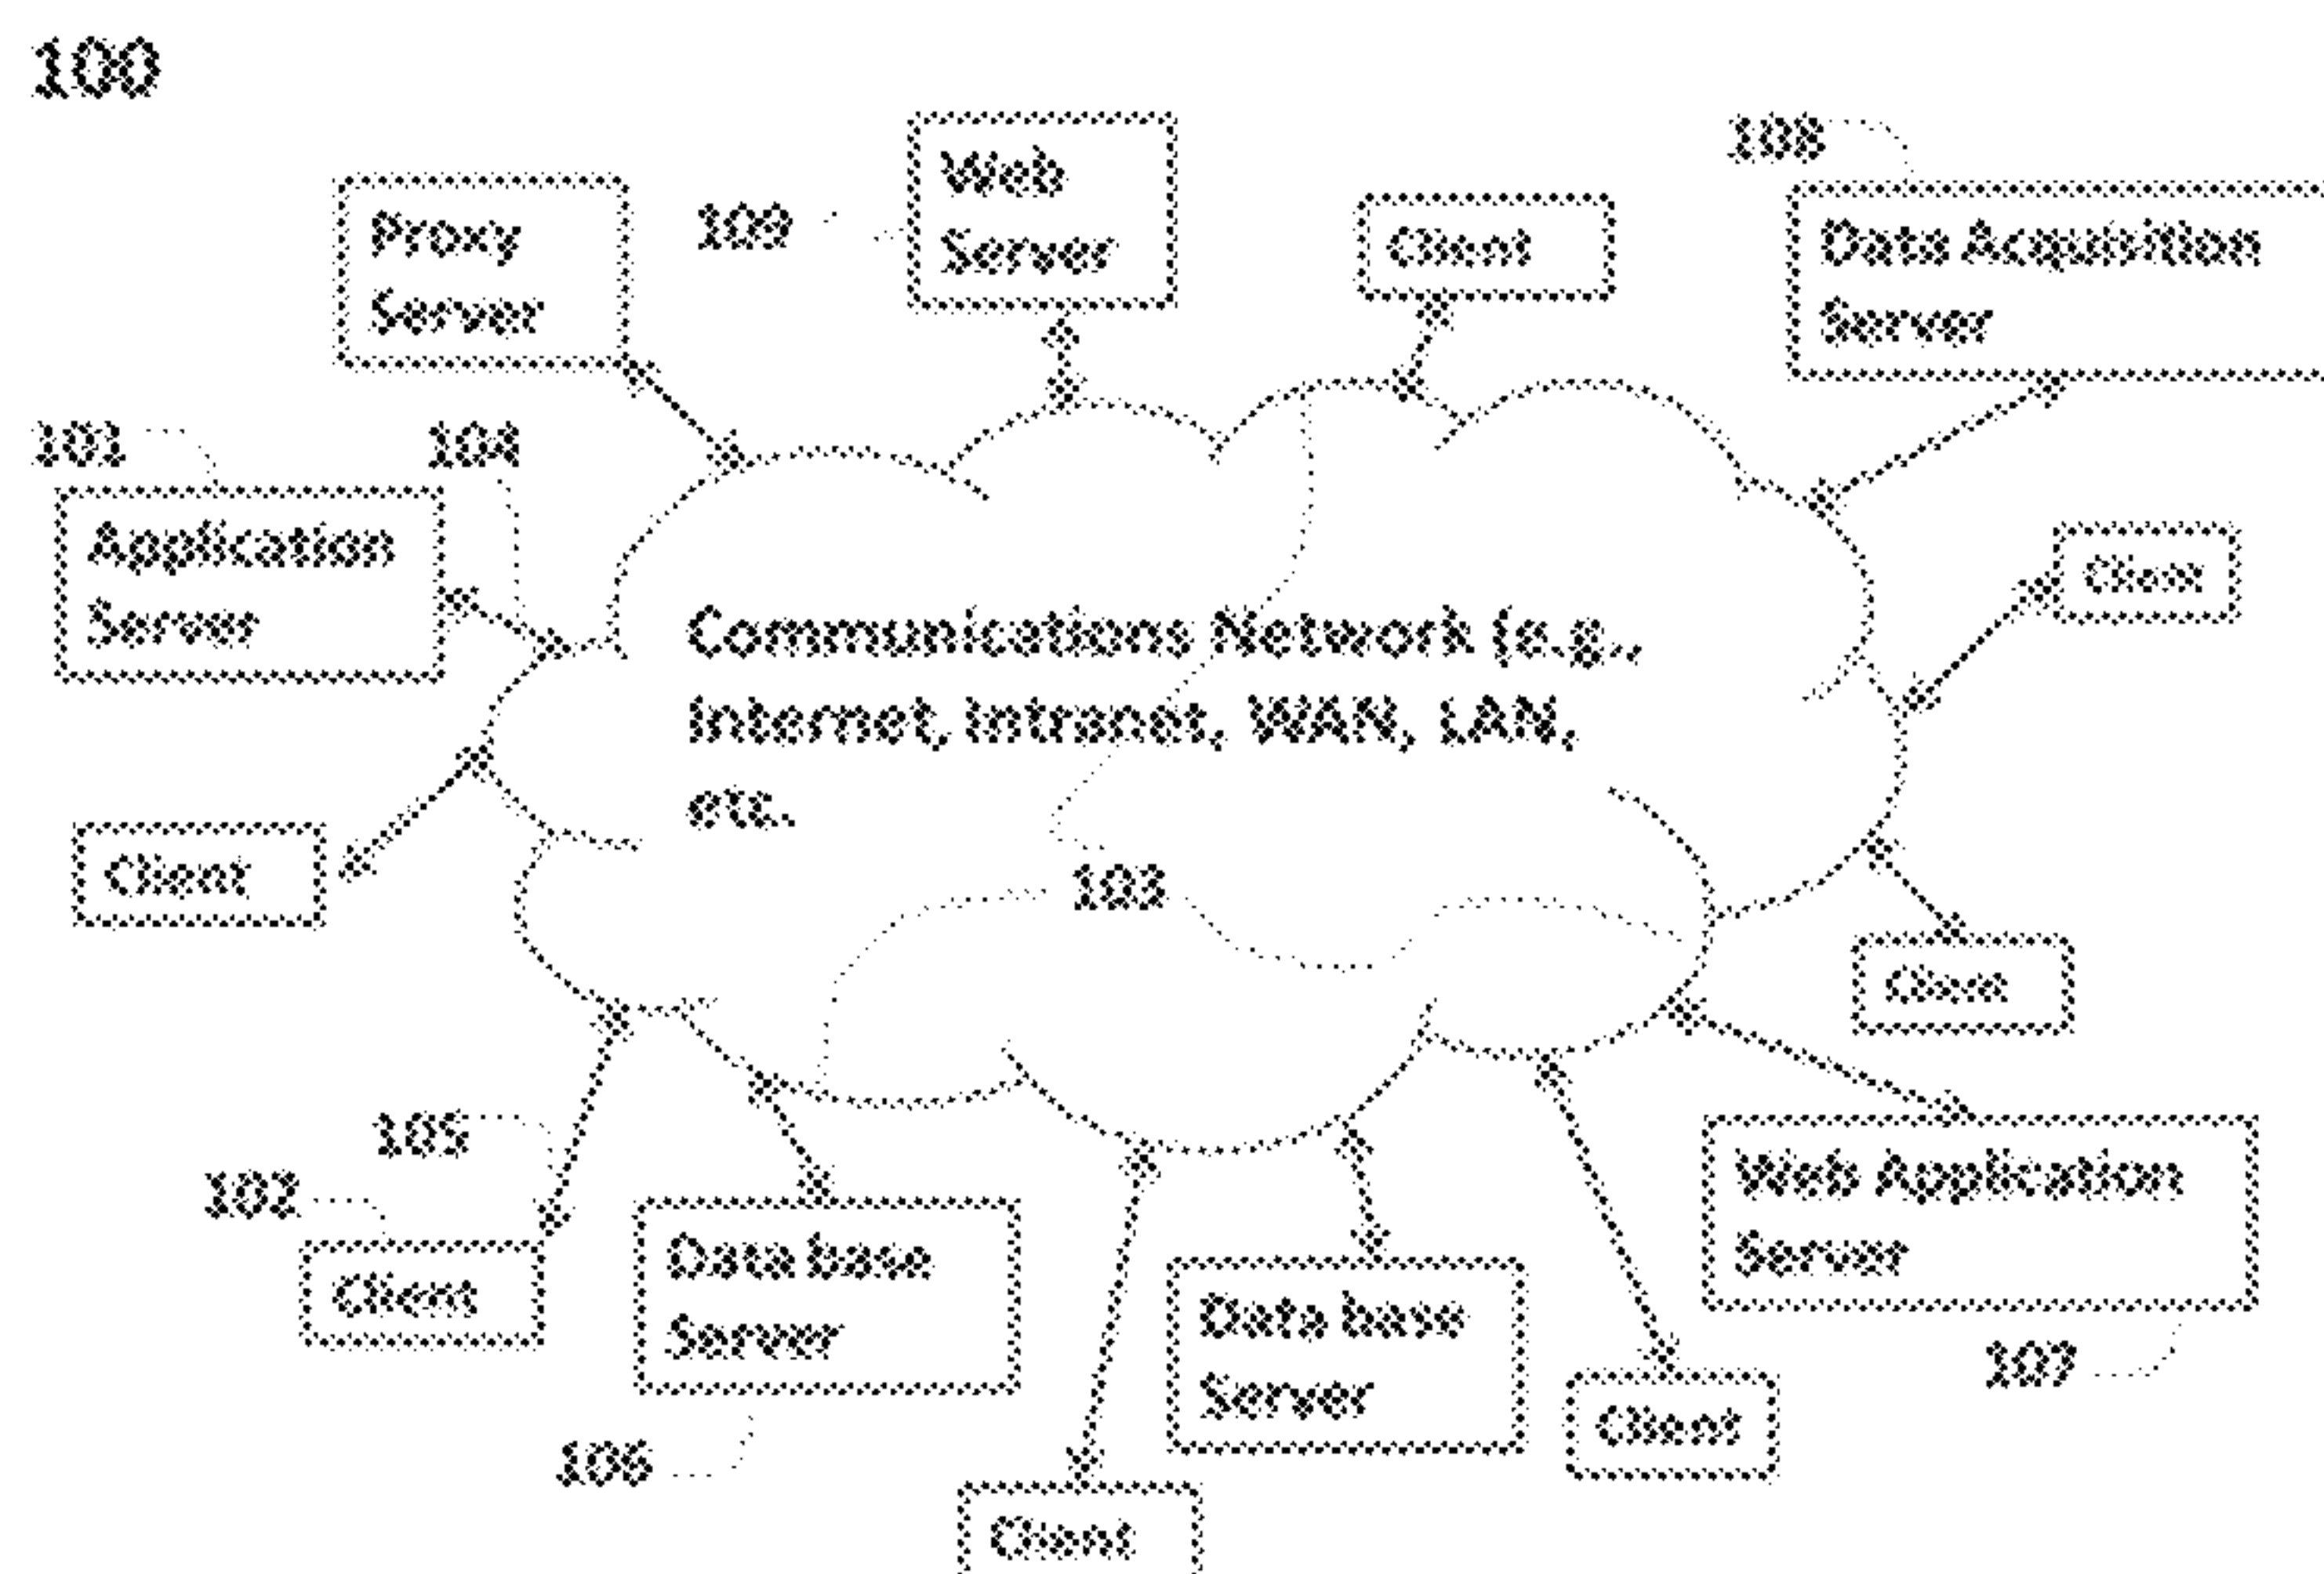 100
Proxy
Server
109
Web
Server
Client
108
Data Acquisition
Server
101
104
Application
Server
Client
Communications Network (e.g.,
Internet, Intranet, WAN, LAN,
etc.
Client
103
Client
105
102
Client
Data base
Server
106
Client
Data base
Server
Client
Web Application
Server
107